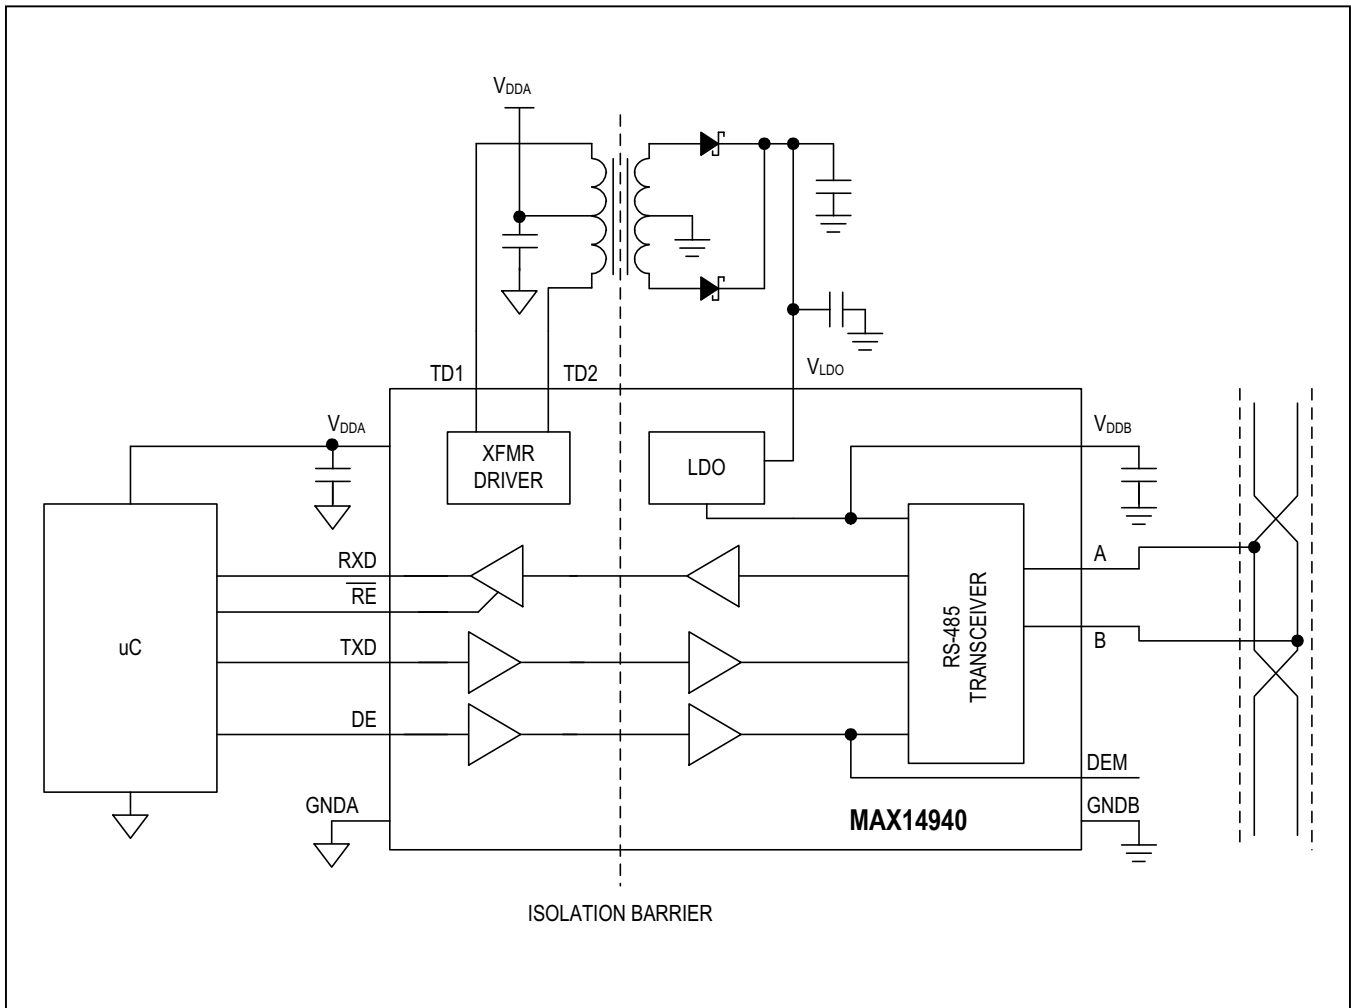 VDDA
TD1
TD2
VLDO
VDDA
XFMR
DRIVER
LDO
VDDB
RXD
RE
TXD
DE
uC
RS-485
TRANSCEIVER
A
B
DEM
GNDA
MAX14940
GNDB
ISOLATION BARRIER